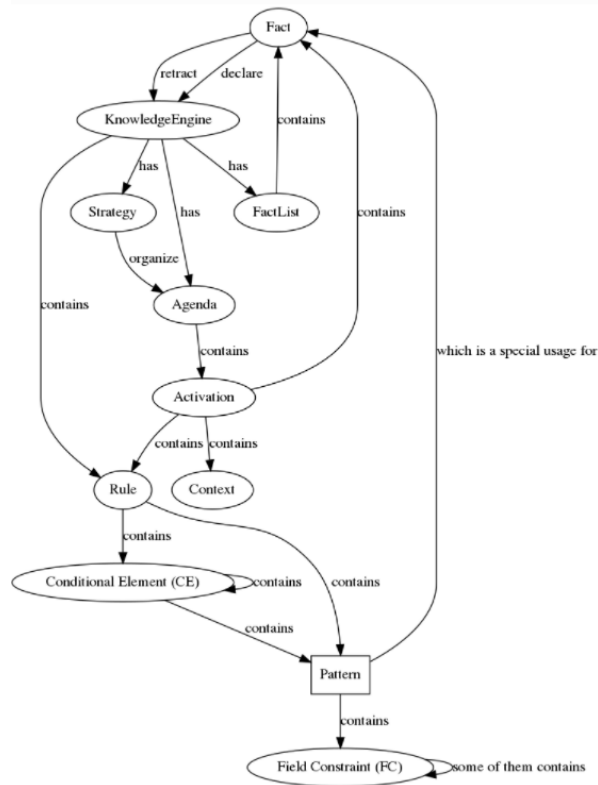 Fact
retract
declare
KnowledgeEngine
contains
has
has
Strategy
has
FactList
contains
organize
contains
Agenda
which is a special usage for
contains
Activation
contains
contains
Rule
Context
contains
Conditional Element (CE)
contains
contains
contains
Pattern
contains
Field Constraint (FC)
some of them contains